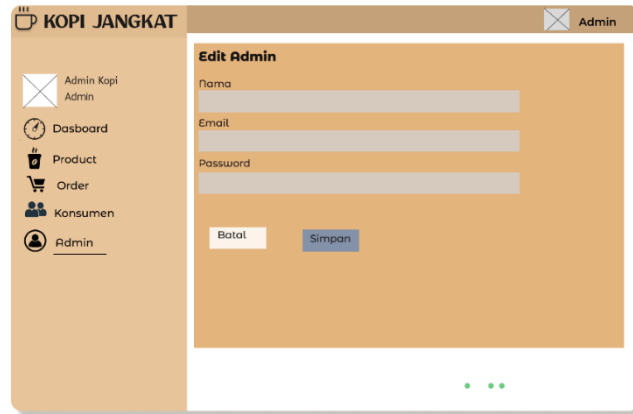 KOPI JANGKAT
Admin
Admin Kopi
Admin
Dasboard
Product
Order
Konsumen
Admin
Edit Admin
Nama
Email
Password
Batal
Simpan